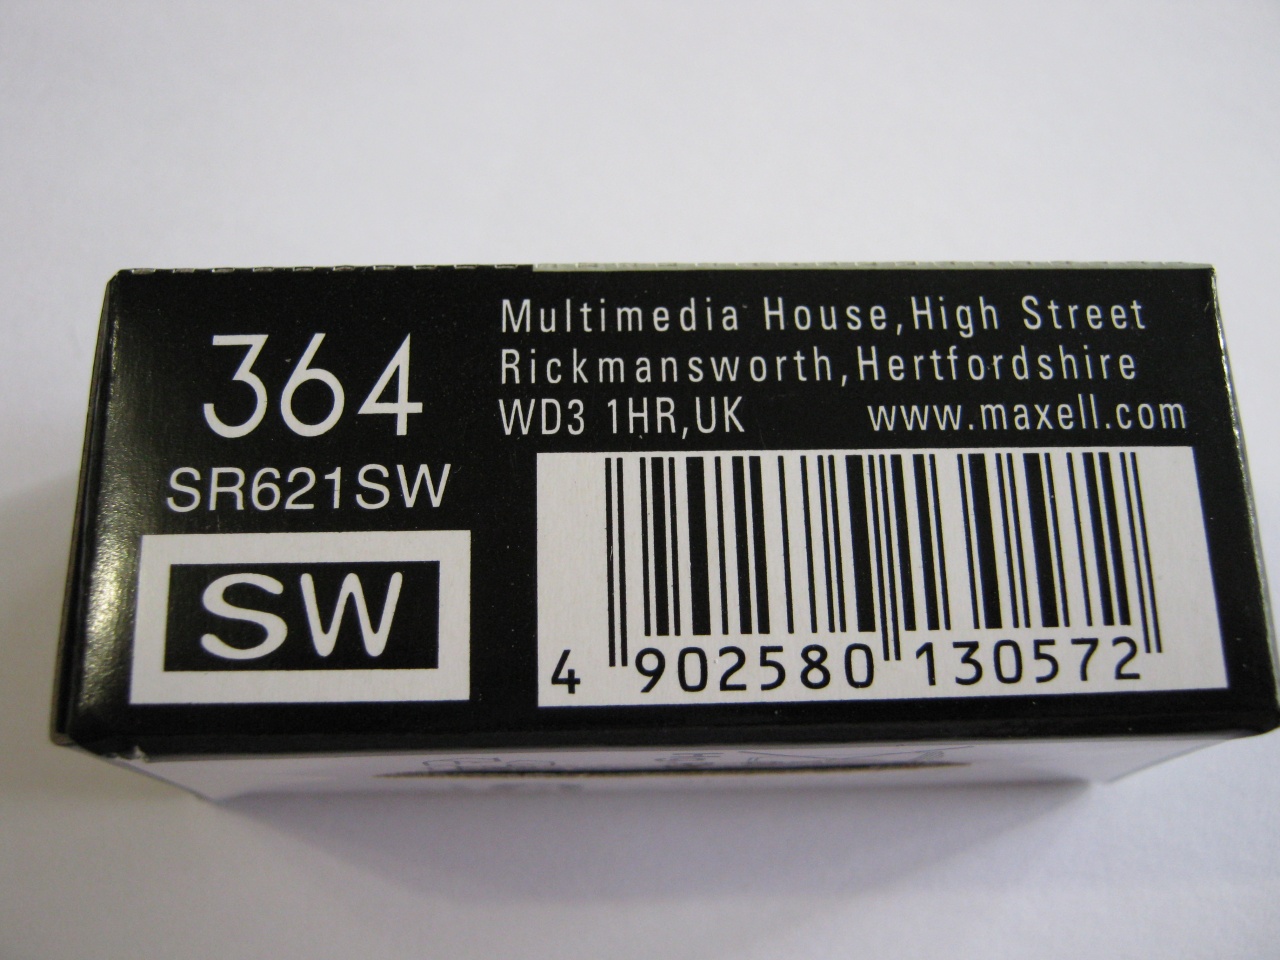 364
SR621SW
SW
Multimedia House,High Street
Rickmansworth,Hertfordshire
WD3 1HR,UK www.maxell.com
4 902580 130572